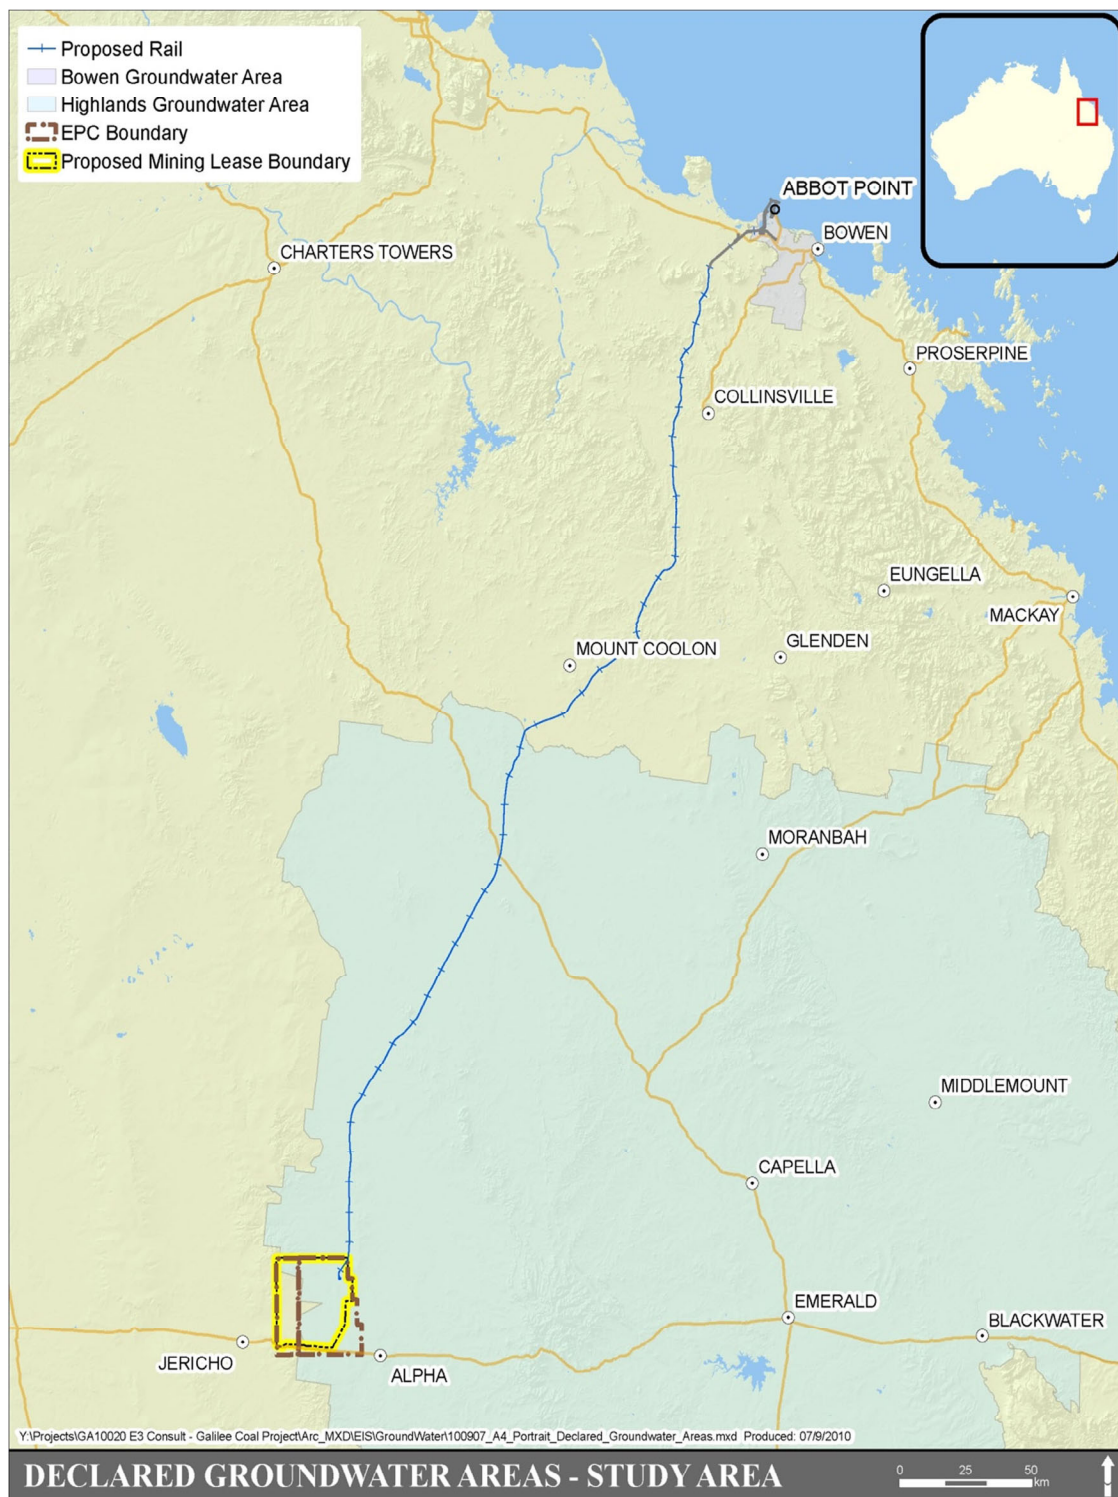 Proposed Rail
Bowen Groundwater Area
Highlands Groundwater Area
EPC Boundary
Proposed Mining Lease Boundary
ABBOT POINT
BOWEN
CHARTERS TOWERS
PROSERPINE
COLLINSVILLE
EUNGELLA
MACKAY
GLENDEN
MOUNT COOLON
MORANBAH
MIDDLEMOUNT
CAPELLA
EMERALD
BLACKWATER
JERICHO
ALPHA
Y:\Projects\GA10020 E3 Consult - Galilee Coal Project\Arc_MXD\EIS\GroundWater\100907_A4_Portrait_Declared_Groundwater_Areas.mxd Produced: 07/9/2010
DECLARED GROUNDWATER AREAS - STUDY AREA
0 25 50
km